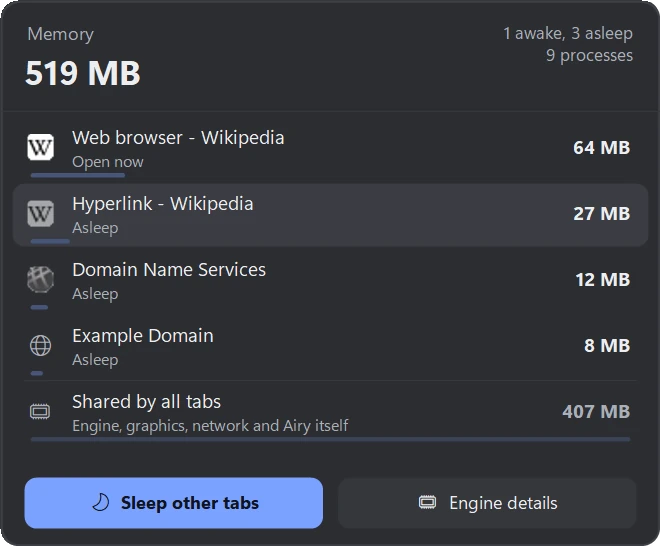 Memory
1 awake, 3 asleep
519 MB
9 processes
W Web browser - Wikipedia 64 MB
Open now
W Hyperlink - Wikipedia 27 MB
Asleep
Domain Name Services 12 MB
Asleep
Example Domain 8 MB
Asleep
Shared by all tabs 407 MB
Engine, graphics, network and Airy itself
Sleep other tabs
Engine details